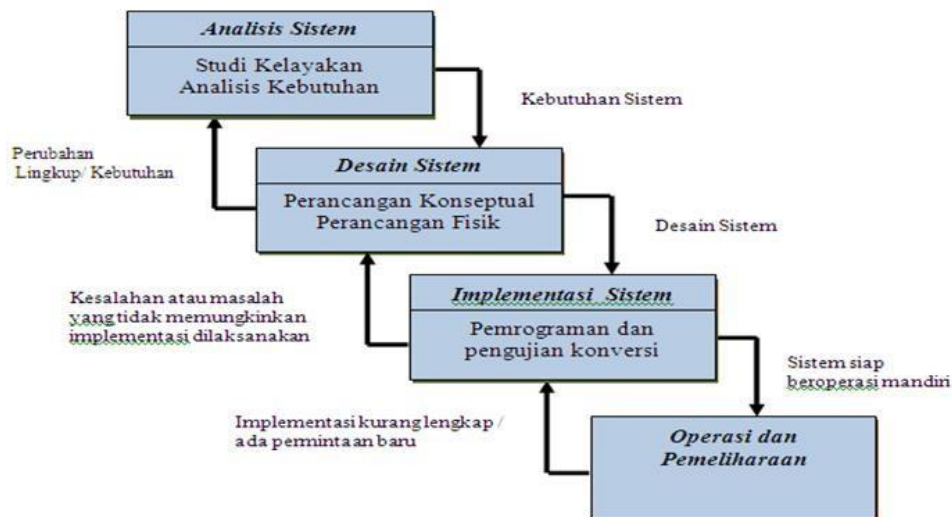 Analisis Sistem
Studi Kelayakan
Analisis Kebutuhan
Kebutuhan Sistem
Perubahan
Lingkup/ Kebutuhan
Desain Sistem
Perancangan Konseptual
Perancangan Fisik
Desain Sistem
Kesalahan atau masalah
yang tidak memungkinkan
implementasi dilaksanakan
Implementasi Sistem
Pemrograman dan
pengujian konversi
Sistem siap
beroperasi mandiri
Implementasi kurang lengkap /
ada permintaan baru
Operasi dan
Pemeliharaan